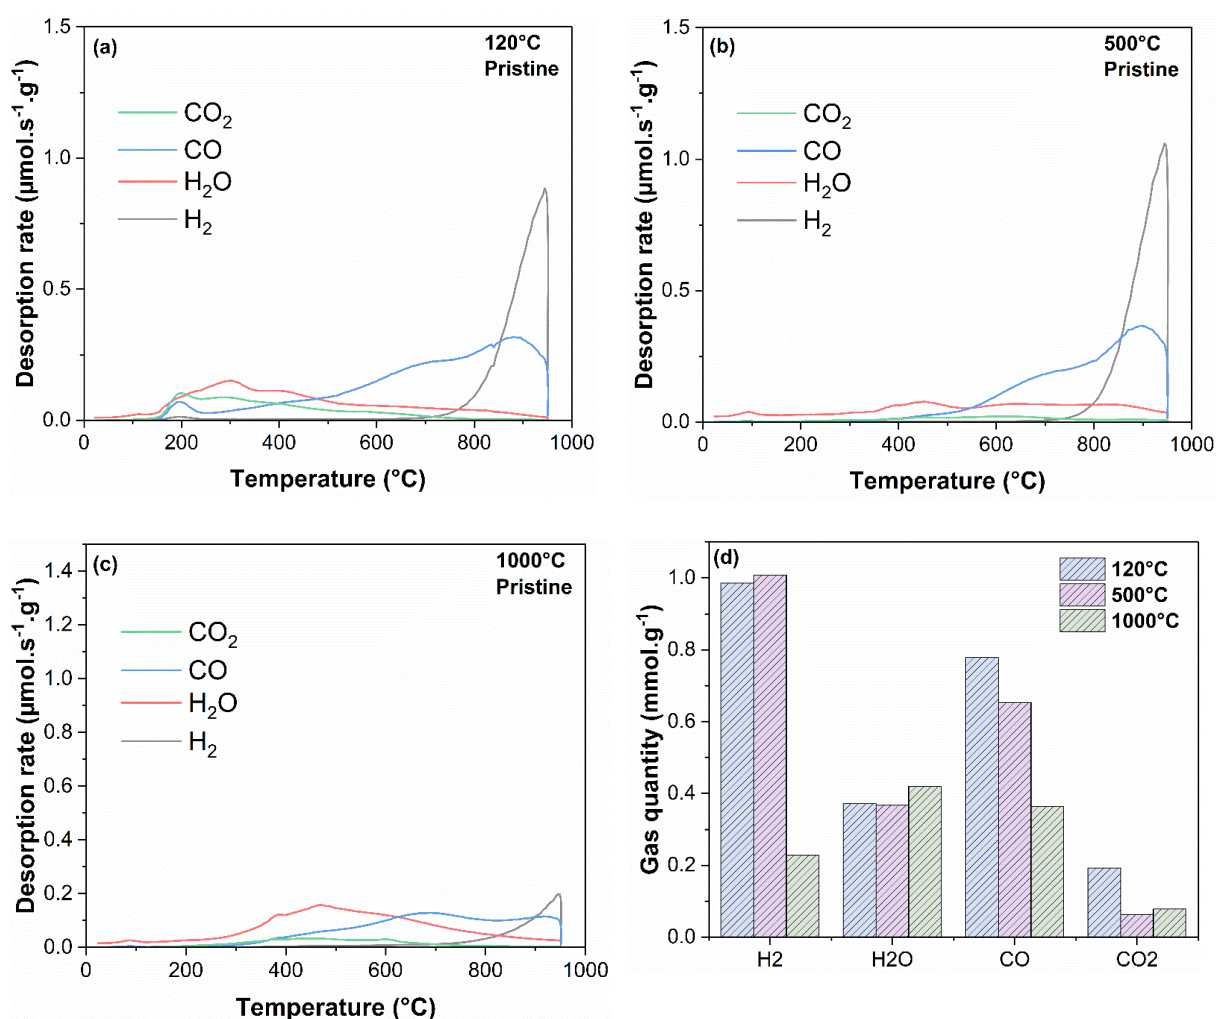 (a)
120°C
Pristine
CO2
CO
H2O
H2
Desorption rate (µmol.s-1.g-1)
1.5
1.0
0.5
0.0
0 200 400 600 800 1000
Temperature (°C)
(b)
500°C
Pristine
CO2
CO
H2O
H2
Desorption rate (µmol.s-1.g-1)
1.5
1.0
0.5
0.0
0 200 400 600 800 1000
Temperature (°C)
(c)
1000°C
Pristine
CO2
CO
H2O
H2
Desorption rate (µmol.s-1.g-1)
1.4
1.2
1.0
0.8
0.6
0.4
0.2
0.0
0 200 400 600 800 1000
Temperature (°C)
(d)
120°C
500°C
1000°C
Gas quantity (mmol.g-1)
1.0
0.8
0.6
0.4
0.2
0.0
H2 H2O CO CO2